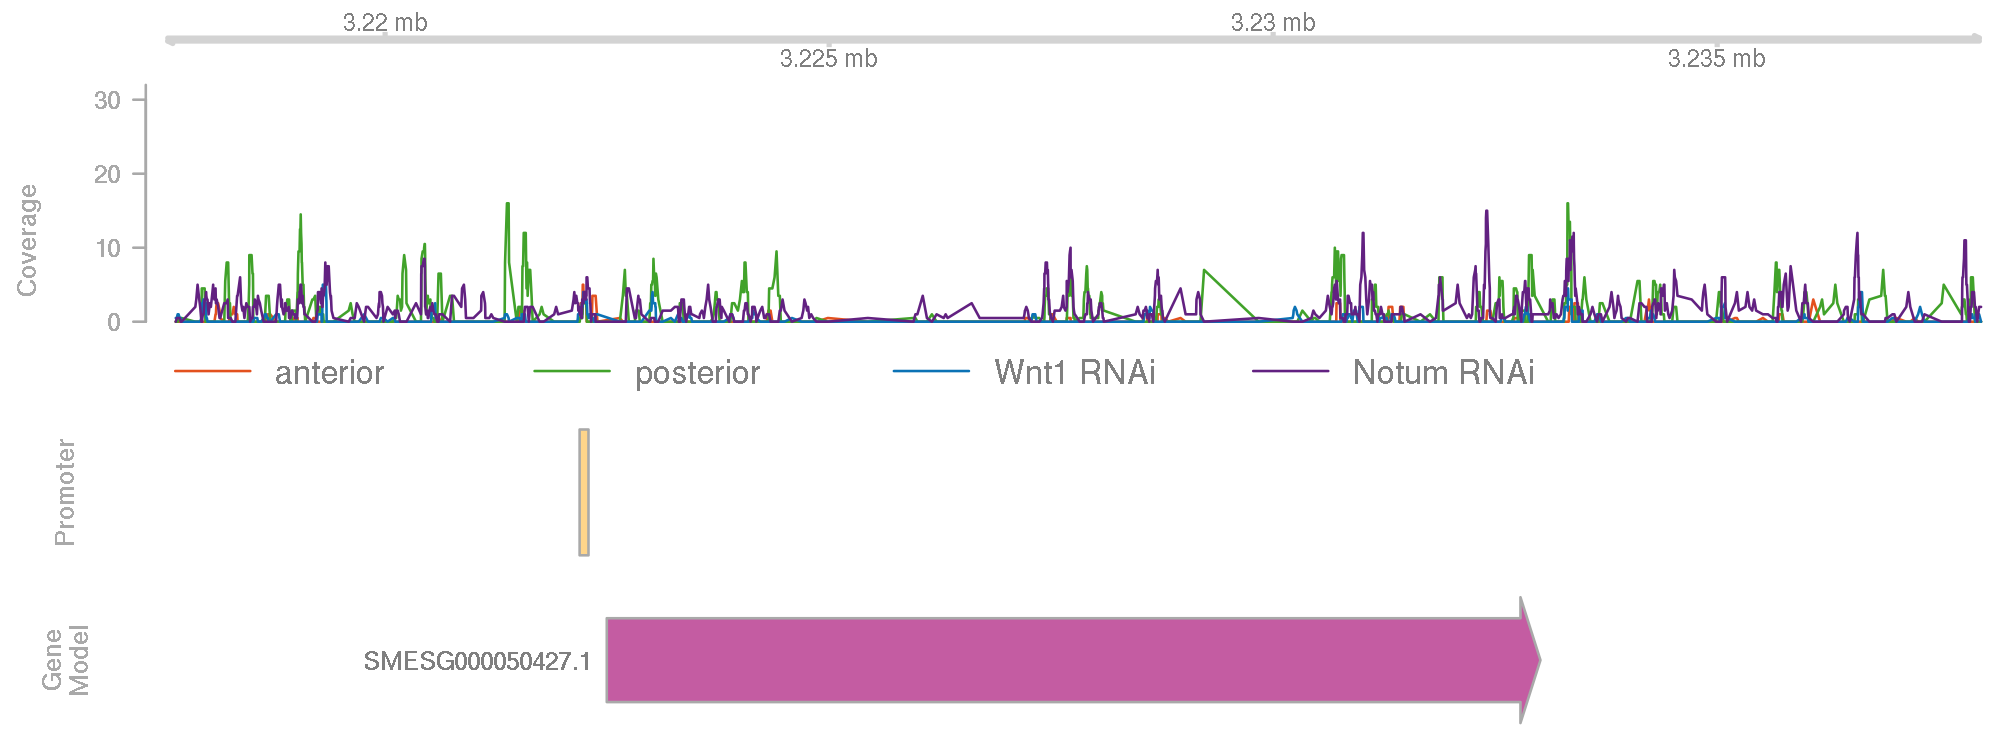 3.22 mb
3.23 mb
3.225 mb
3.235 mb
30
20
10
0
Coverage
anterior posterior Wnt1 RNAi Notum RNAi
Promoter
0
Gene
Model
SMESG000050427.1